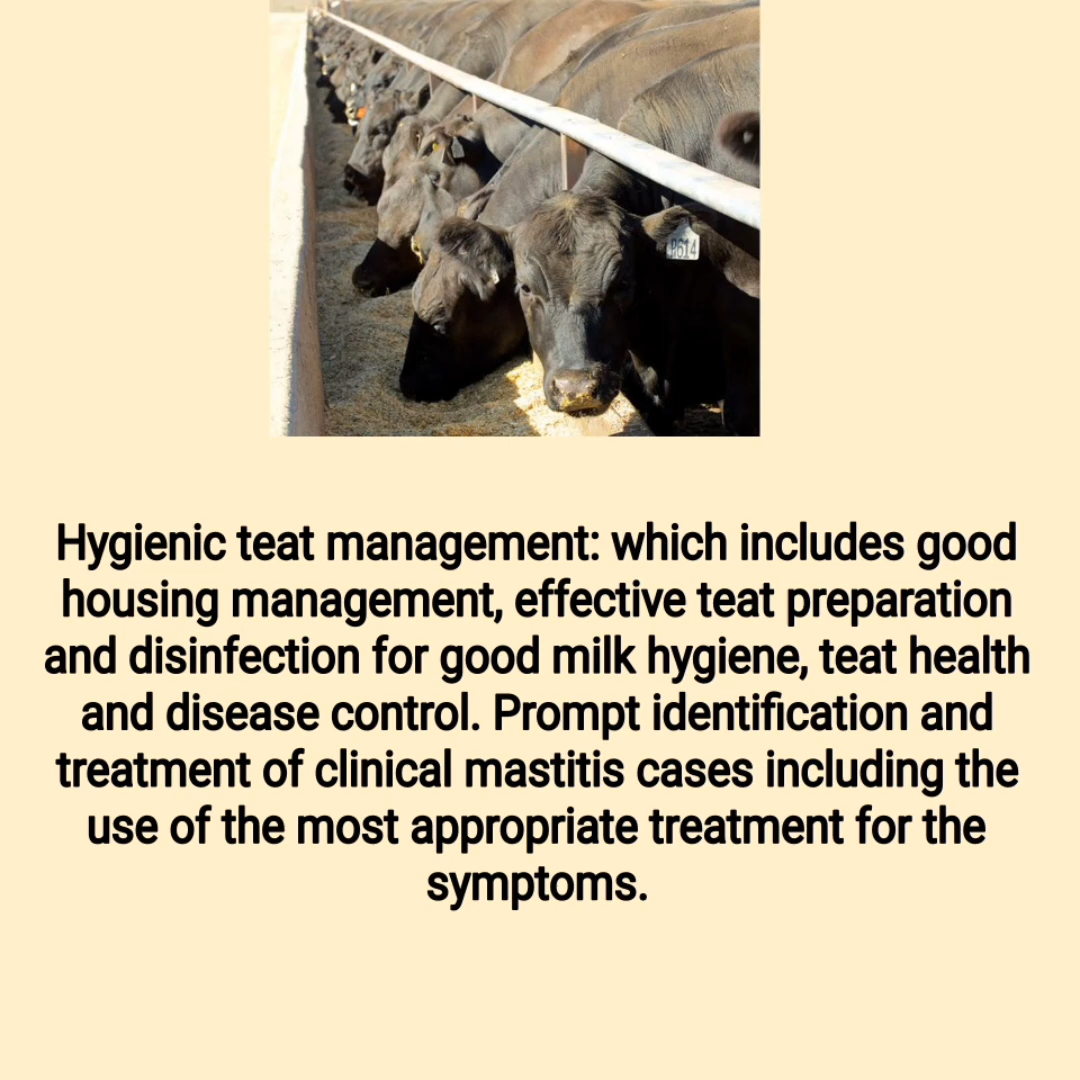 P614
Hygienic teat management: which includes good
housing management, effective teat preparation
and disinfection for good milk hygiene, teat health
and disease control. Prompt identification and
treatment of clinical mastitis cases including the
use of the most appropriate treatment for the
symptoms.